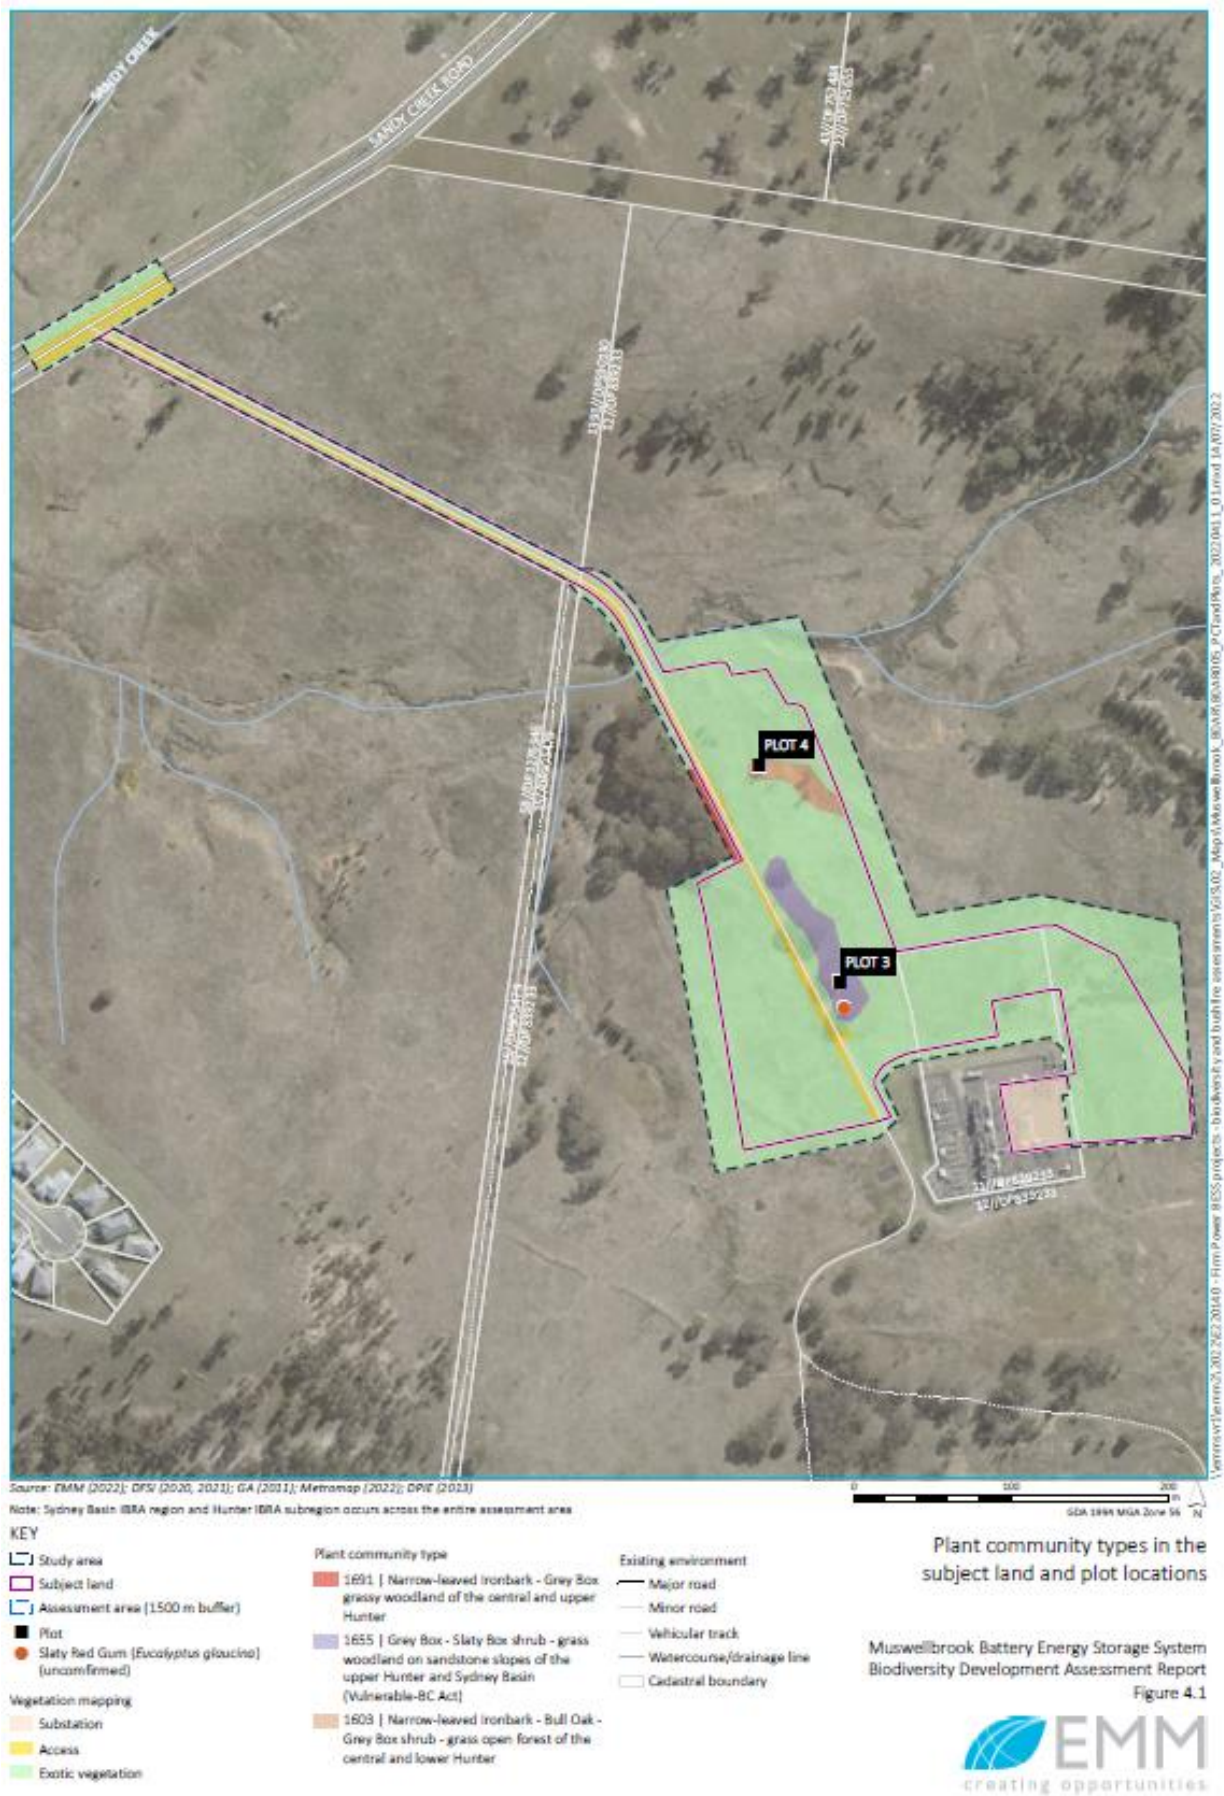 SANDY CREEK
SANDY CREEK ROAD
PLOT 4
PLOT 3
Source: EMM (2022); DFSI (2020, 2021); GA (2011); Metromap (2022); DPIE (2013)
Note: Sydney Basin IBRA region and Hunter IBRA subregion occurs across the entire assessment area
0 100 200
m
GDA 1994 MGA Zone 56 N
KEY
Study area
Subject land
Assessment area (1500 m buffer)
Plot
Slaty Red Gum (Eucalyptus glaucina)
(unconfirmed)
Vegetation mapping
Substation
Access
Exotic vegetation
Plant community type
1691 | Narrow-leaved Ironbark - Grey Box
grassy woodland of the central and upper
Hunter
1655 | Grey Box - Slaty Box shrub - grass
woodland on sandstone slopes of the
upper Hunter and Sydney Basin
(Vulnerable-BC Act)
1603 | Narrow-leaved Ironbark - Bull Oak -
Grey Box shrub - grass open forest of the
central and lower Hunter
Existing environment
Major road
Minor road
Vehicular track
Watercourse/drainage line
Cadastral boundary
Plant community types in the
subject land and plot locations
Muswellbrook Battery Energy Storage System
Biodiversity Development Assessment Report
Figure 4.1
EMM
creating opportunities